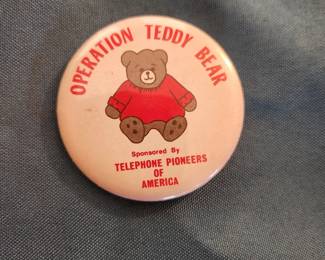 OPERATION TEDDY BEAR
Sponsored By
TELEPHONE PIONEERS
OF
AMERICA